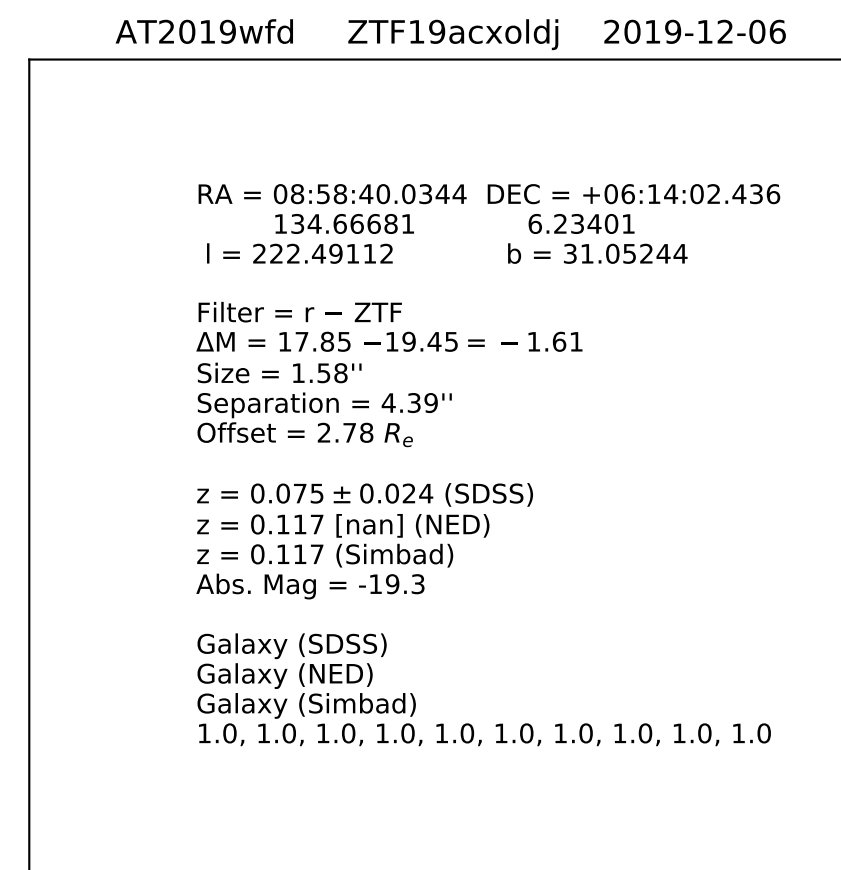 AT2019wfd ZTF19acxoldj 2019-12-06
RA = 08:58:40.0344 DEC = +06:14:02.436
134.66681 6.23401
l = 222.49112 b = 31.05244
Filter = r − ZTF
ΔM = 17.85 −19.45 = − 1.61
Size = 1.58''
Separation = 4.39''
Offset = 2.78 Rₑ
z = 0.075 ± 0.024 (SDSS)
z = 0.117 [nan] (NED)
z = 0.117 (Simbad)
Abs. Mag = -19.3
Galaxy (SDSS)
Galaxy (NED)
Galaxy (Simbad)
1.0, 1.0, 1.0, 1.0, 1.0, 1.0, 1.0, 1.0, 1.0, 1.0